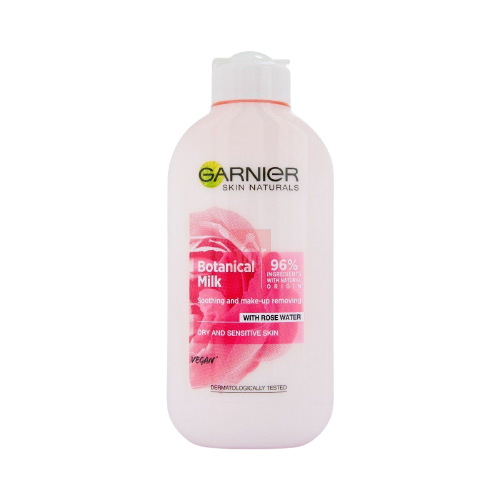 GARNIER
SKIN NATURALS
Botanical
Milk
96%
INGREDIENTS
WITH NATURAL
ORIGIN
Soothing and make-up removing
WITH ROSE WATER
DRY AND SENSITIVE SKIN
VEGAN*
DERMATOLOGICALLY TESTED